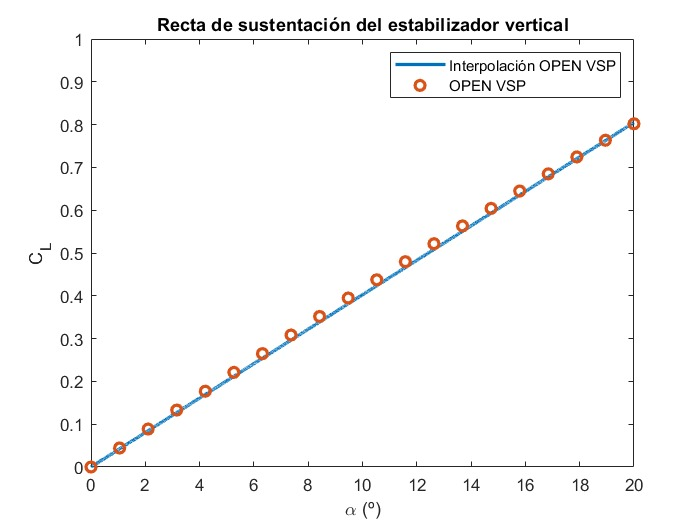 Recta de sustentación del estabilizador vertical
Interpolación OPEN VSP
OPEN VSP
1
0.9
0.8
0.7
0.6
0.5
0.4
0.3
0.2
0.1
0
C_L
0 2 4 6 8 10 12 14 16 18 20
α (º)